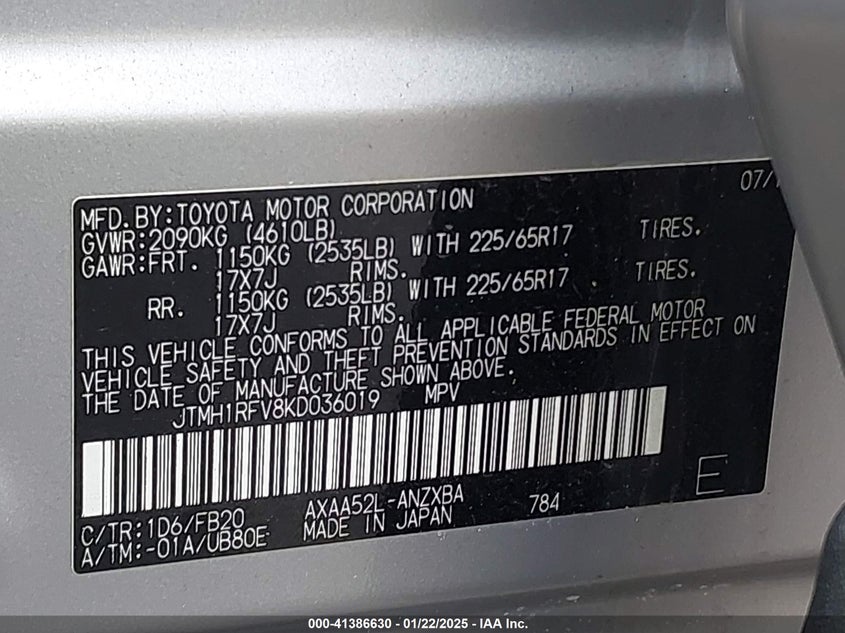 07/1
MFD.BY:TOYOTA MOTOR CORPORATION
GVWR:2090KG (4610LB)
GAWR:FRT. 1150KG (2535LB) WITH 225/65R17 TIRES.
17X7J RIMS.
RR. 1150KG (2535LB) WITH 225/65R17 TIRES.
17X7J RIMS.
THIS VEHICLE CONFORMS TO ALL APPLICABLE FEDERAL MOTOR
VEHICLE SAFETY AND THEFT PREVENTION STANDARDS IN EFFECT ON
THE DATE OF MANUFACTURE SHOWN ABOVE.
JTMH1RFV8KD036019 MPV
C/TR:1D6/FB20 AXAA52L-ANZXBA 784 E
A/TM:-01A/UB80E MADE IN JAPAN
000-41386630 - 01/22/2025 - IAA Inc.